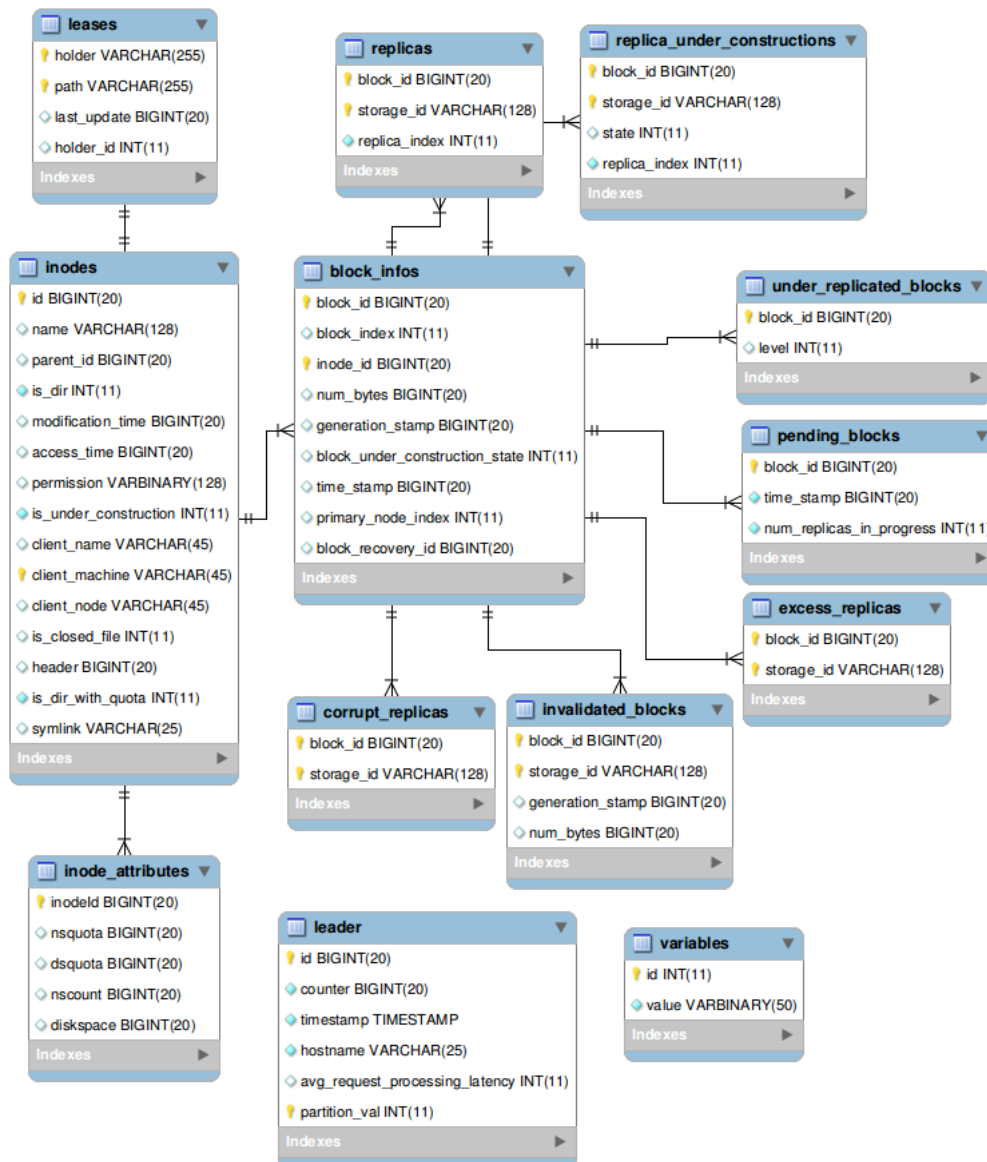 leases
holder VARCHAR(255)
path VARCHAR(255)
last_update BIGINT(20)
holder_id INT(11)
Indexes
replicas
block_id BIGINT(20)
storage_id VARCHAR(128)
replica_index INT(11)
Indexes
replica_under_constructions
block_id BIGINT(20)
storage_id VARCHAR(128)
state INT(11)
replica_index INT(11)
Indexes
inodes
id BIGINT(20)
name VARCHAR(128)
parent_id BIGINT(20)
is_dir INT(11)
modification_time BIGINT(20)
access_time BIGINT(20)
permission VARBINARY(128)
is_under_construction INT(11)
client_name VARCHAR(45)
client_machine VARCHAR(45)
client_node VARCHAR(45)
is_closed_file INT(11)
header BIGINT(20)
is_dir_with_quota INT(11)
symlink VARCHAR(25)
Indexes
block_infos
block_id BIGINT(20)
block_index INT(11)
inode_id BIGINT(20)
num_bytes BIGINT(20)
generation_stamp BIGINT(20)
block_under_construction_state INT(11)
time_stamp BIGINT(20)
primary_node_index INT(11)
block_recovery_id BIGINT(20)
Indexes
under_replicated_blocks
block_id BIGINT(20)
level INT(11)
Indexes
pending_blocks
block_id BIGINT(20)
time_stamp BIGINT(20)
num_replicas_in_progress INT(11)
Indexes
excess_replicas
block_id BIGINT(20)
storage_id VARCHAR(128)
Indexes
corrupt_replicas
block_id BIGINT(20)
storage_id VARCHAR(128)
Indexes
invalidated_blocks
block_id BIGINT(20)
storage_id VARCHAR(128)
generation_stamp BIGINT(20)
num_bytes BIGINT(20)
Indexes
inode_attributes
inodeId BIGINT(20)
nsquota BIGINT(20)
dsquota BIGINT(20)
nscount BIGINT(20)
diskspace BIGINT(20)
Indexes
leader
id BIGINT(20)
counter BIGINT(20)
timestamp TIMESTAMP
hostname VARCHAR(25)
avg_request_processing_latency INT(11)
partition_val INT(11)
Indexes
variables
id INT(11)
value VARBINARY(50)
Indexes